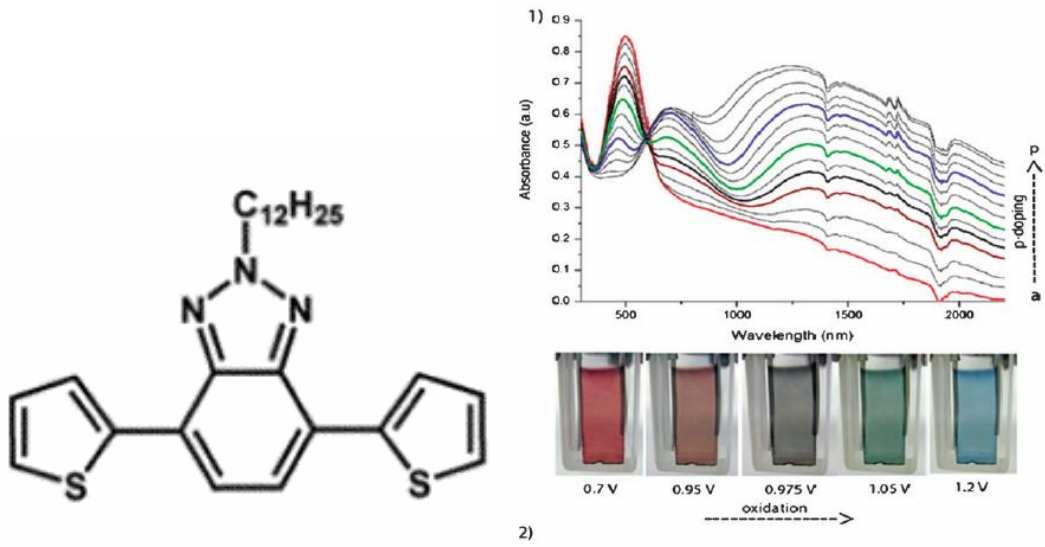 C12H25
N
N
N
S
S
1)
0.9
0.8
0.7
0.6
0.5
0.4
0.3
0.2
0.1
0.0
Absorbance (a.u)
500
1000
1500
2000
Wavelength (nm)
p
p-doping
a
0.7 V
0.95 V
0.975 V
1.05 V
1.2 V
oxidation
2)